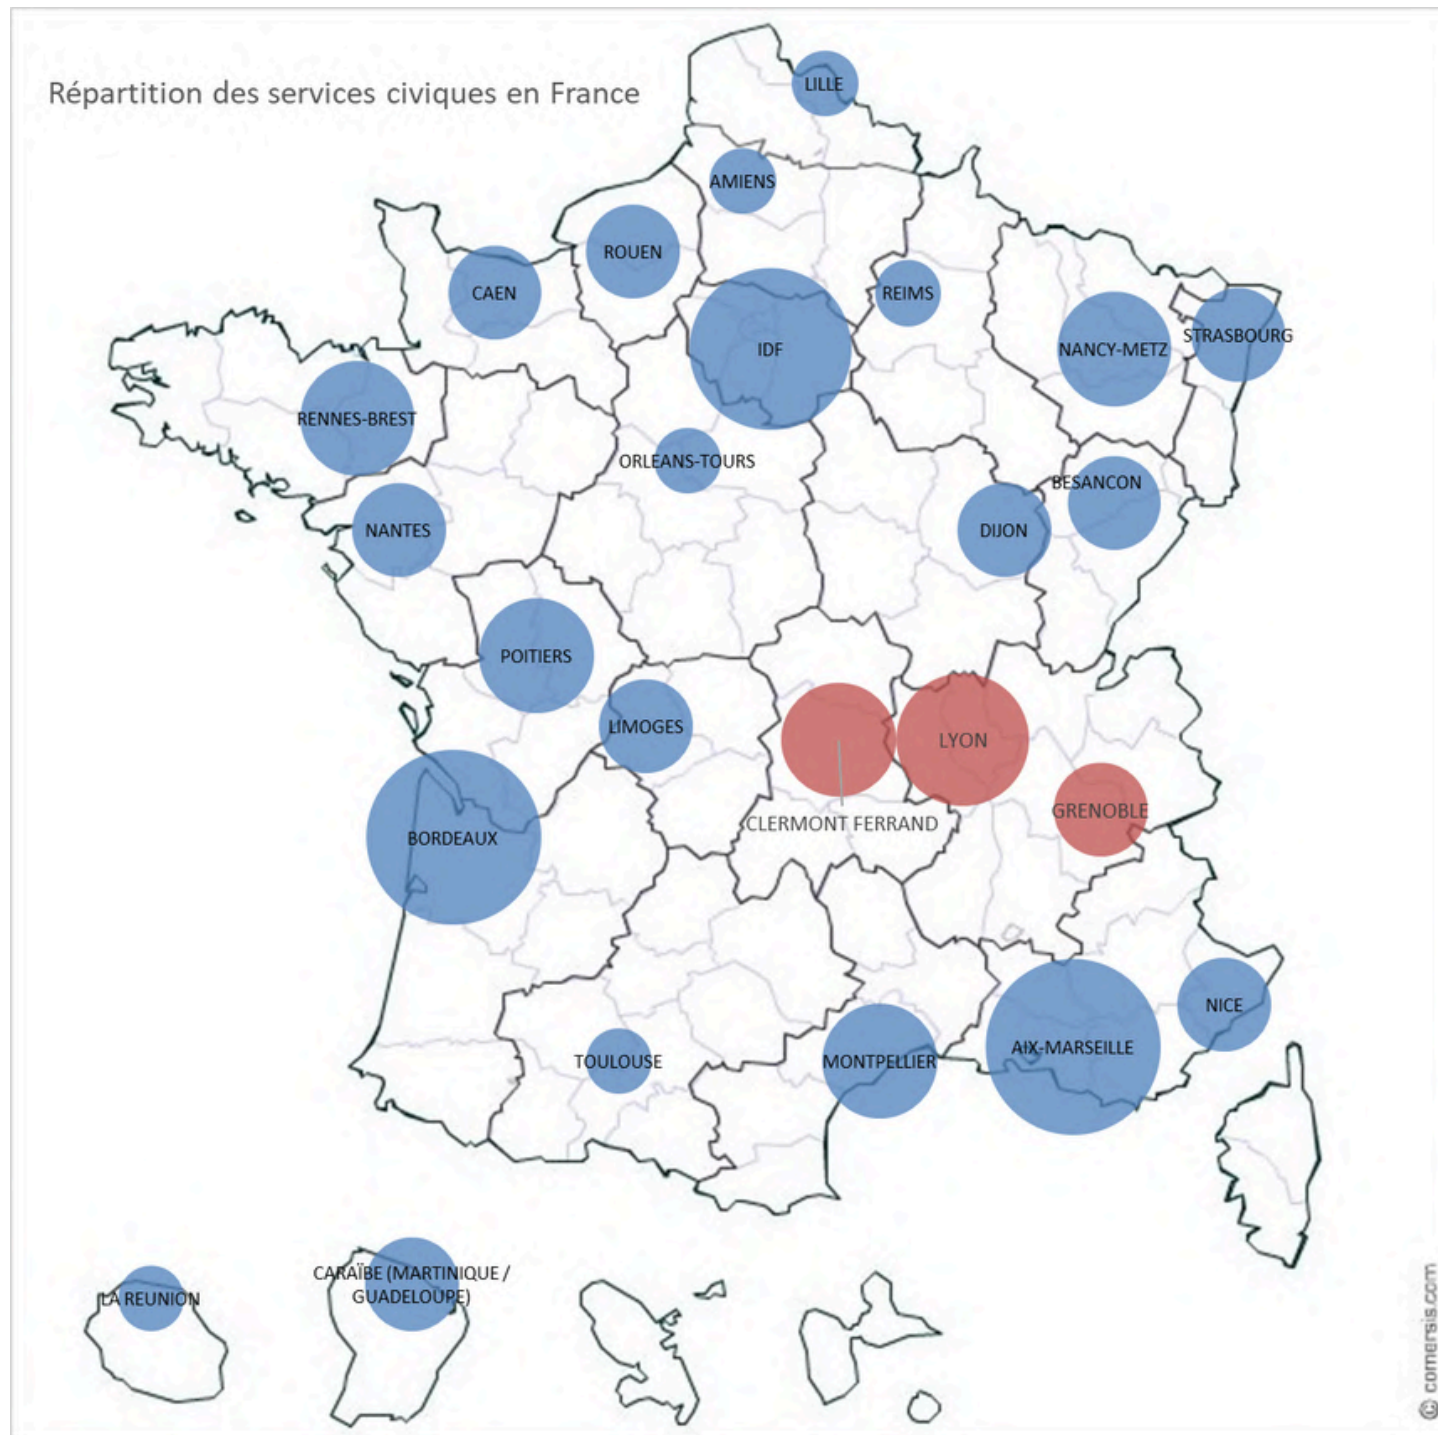 Répartition des services civiques en France
LILLE
AMIENS
ROUEN
CAEN
REIMS
STRASBOURG
IDF
NANCY-METZ
RENNES-BREST
ORLEANS-TOURS
BESANCON
NANTES
DIJON
POITIERS
LIMOGES
LYON
GRENOBLE
CLERMONT FERRAND
BORDEAUX
NICE
AIX-MARSEILLE
TOULOUSE
MONTPELLIER
CARAÏBE (MARTINIQUE /
GUADELOUPE)
LA REUNION
© comersis.com